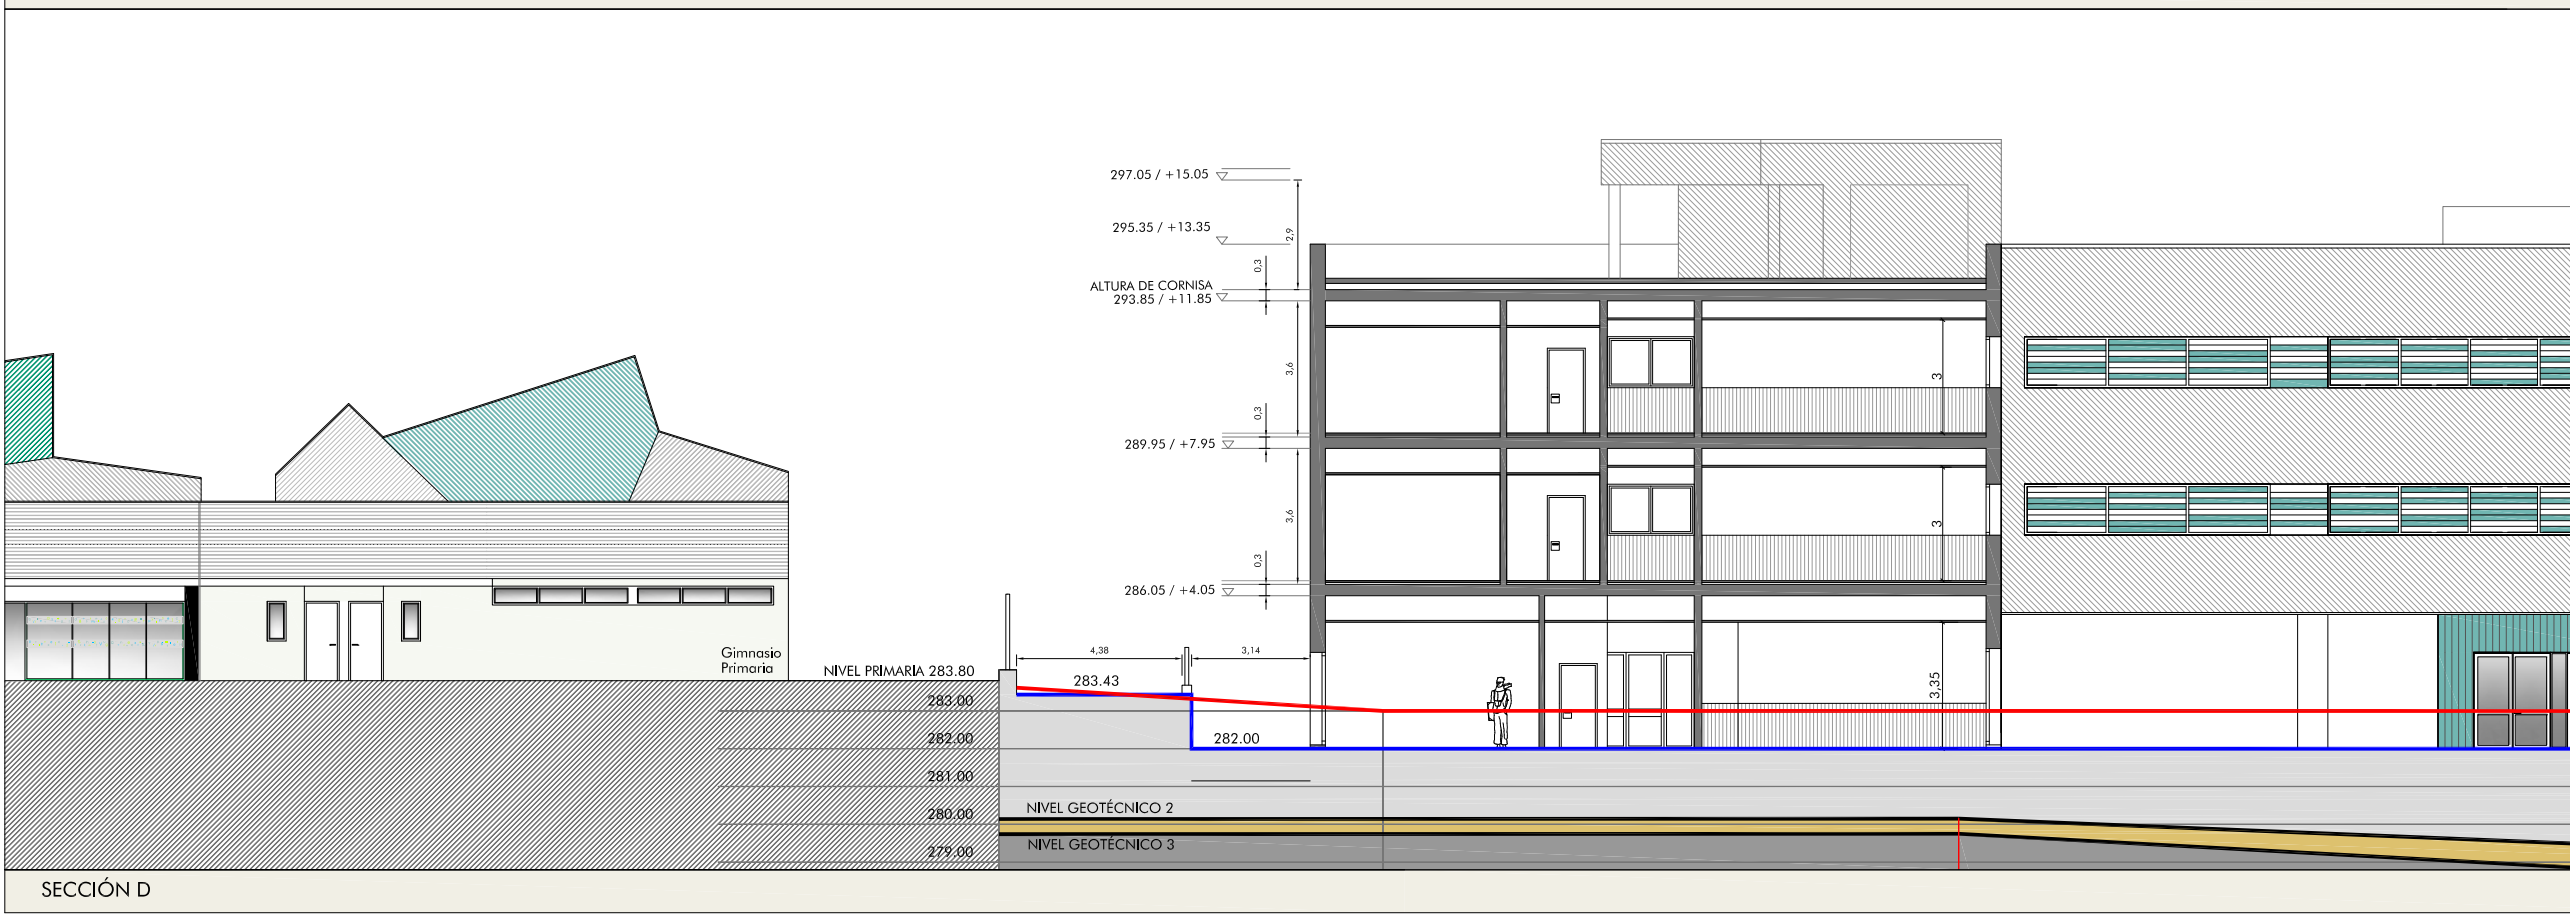 297.05 / +15.05
295.35 / +13.35
2,9
0,3
ALTURA DE CORNISA
293.85 / +11.85
3,6
3
0,3
289.95 / +7.95
3,6
3
0,3
286.05 / +4.05
Gimnasio
Primaria
NIVEL PRIMARIA 283.80
4,38
3,14
283.43
3,35
283.00
282.00
282.00
281.00
NIVEL GEOTÉCNICO 2
280.00
NIVEL GEOTÉCNICO 3
279.00
SECCIÓN D